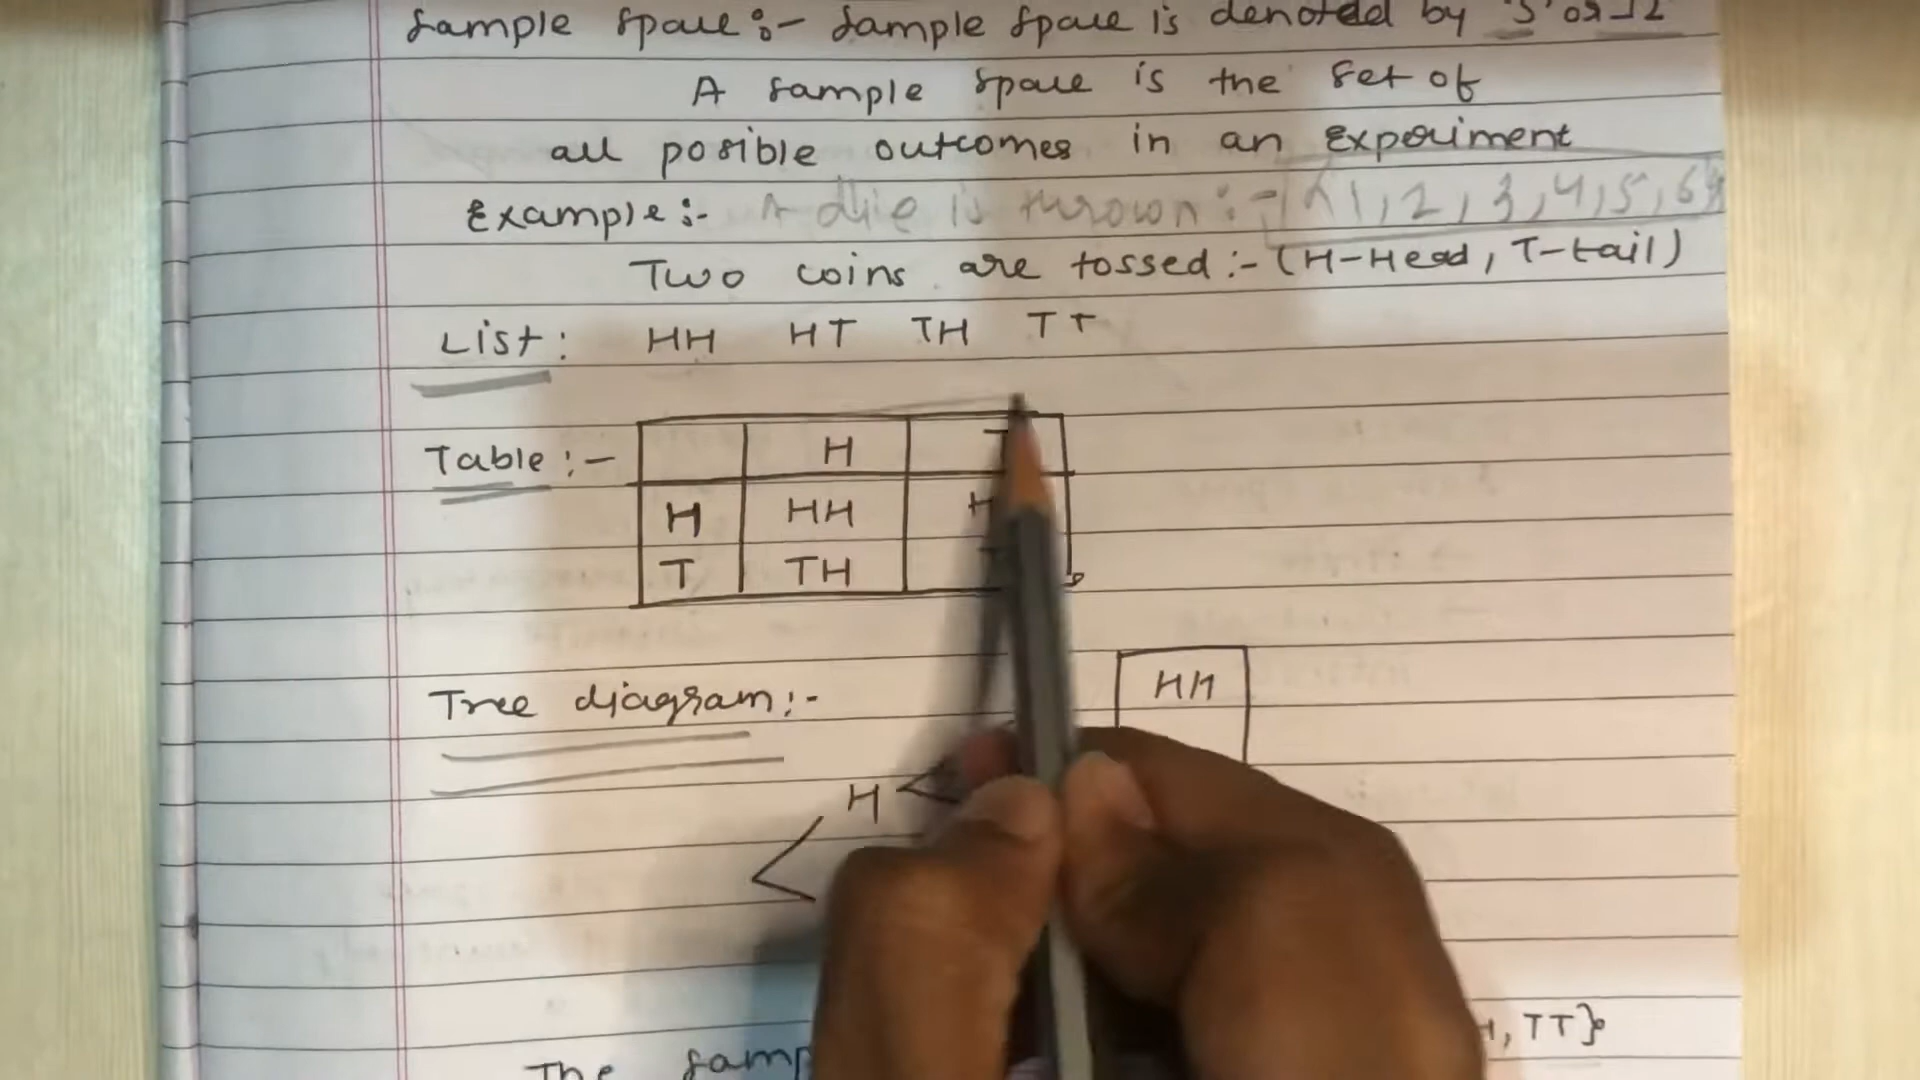 Sample space:- Sample space is denoted by 'S' or Ω
A sample space is the set of
all posible outcomes in an Experiment
Example:- A die is thrown:- {1,2,3,4,5,6}
Two coins are tossed:- (H-Head, T-tail)
List: HH HT TH TT
Table:- H T
H HH H
T TH T
Tree diagram:-
HH
H
, TT}
The